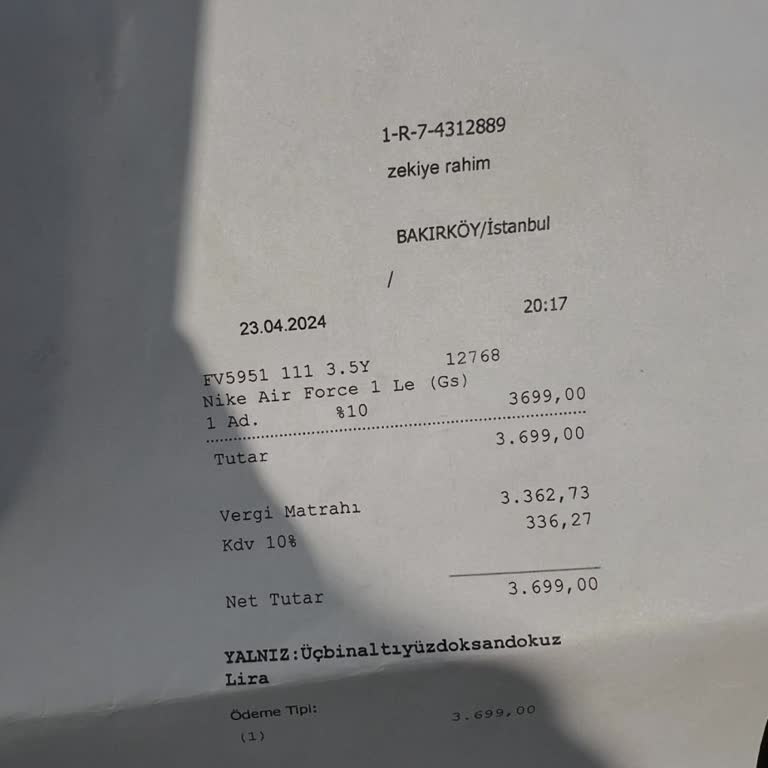 1-R-7-4312889
zekiye rahim
BAKIRKÖY/İstanbul
/
23.04.2024 20:17
FV5951 111 3.5Y 12768
Nike Air Force 1 Le (Gs)
1 Ad. %10 3699,00
Tutar 3.699,00
Vergi Matrahı 3.362,73
Kdv 10% 336,27
Net Tutar 3.699,00
YALNIZ:Üçbinaltıyüzdoksandokuz
Lira
Ödeme Tipi:
(1) 3.699,00